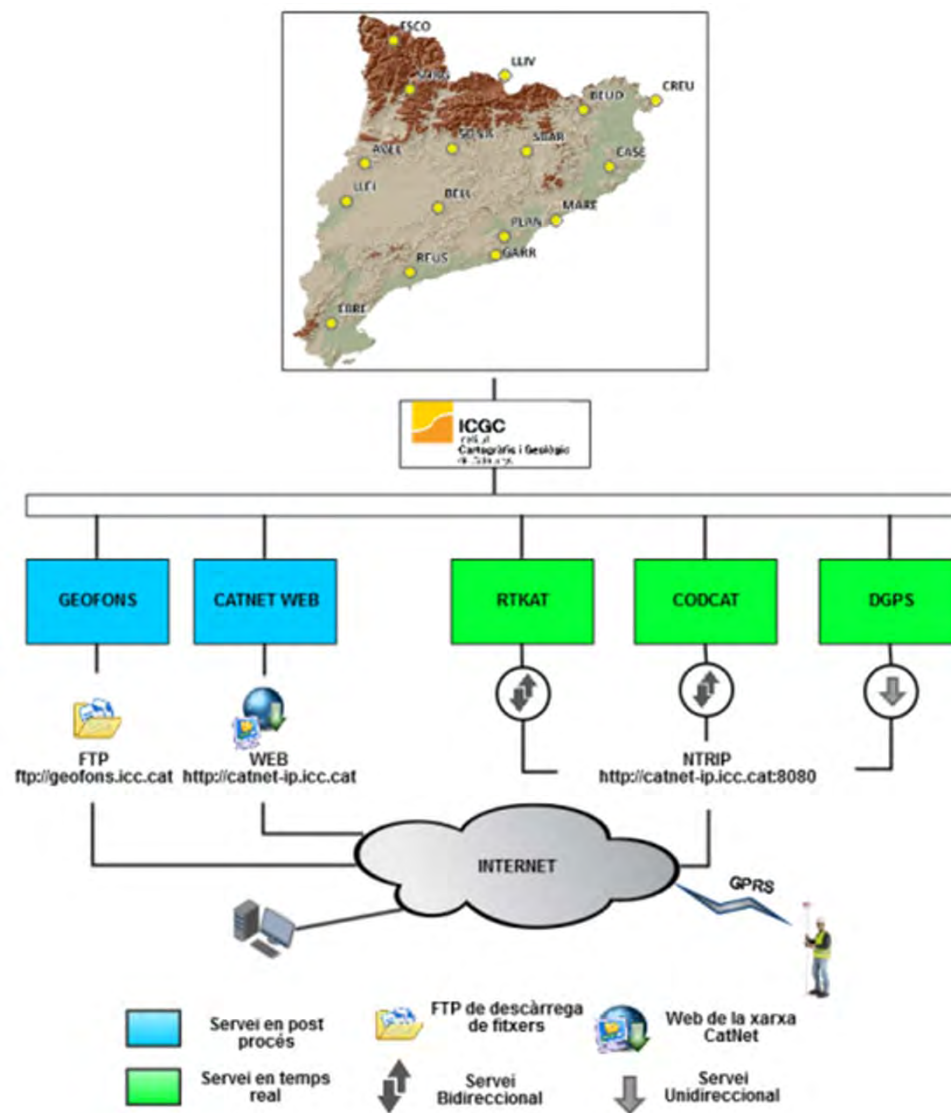 ESCO
SORG
LLIV
CREU
BEUD
SBAR
CASE
AVEL
LLEI
BELL
MARE
PLAN
GARR
REUS
EBRE
ICGC
Cartogràfic i Geològic
GEOFONS
CATNET WEB
RTKAT
CODCAT
DGPS
FTP
ftp://geofons.icc.cat
WEB
http://catnet-ip.icc.cat
NTRIP
http://catnet-ip.icc.cat:8080
INTERNET
GPRS
Servei en post
procés
FTP de descàrrega
de fitxers
Web de la xarxa
CatNet
Servei en temps
real
Servei
Bidireccional
Servei
Unidireccional